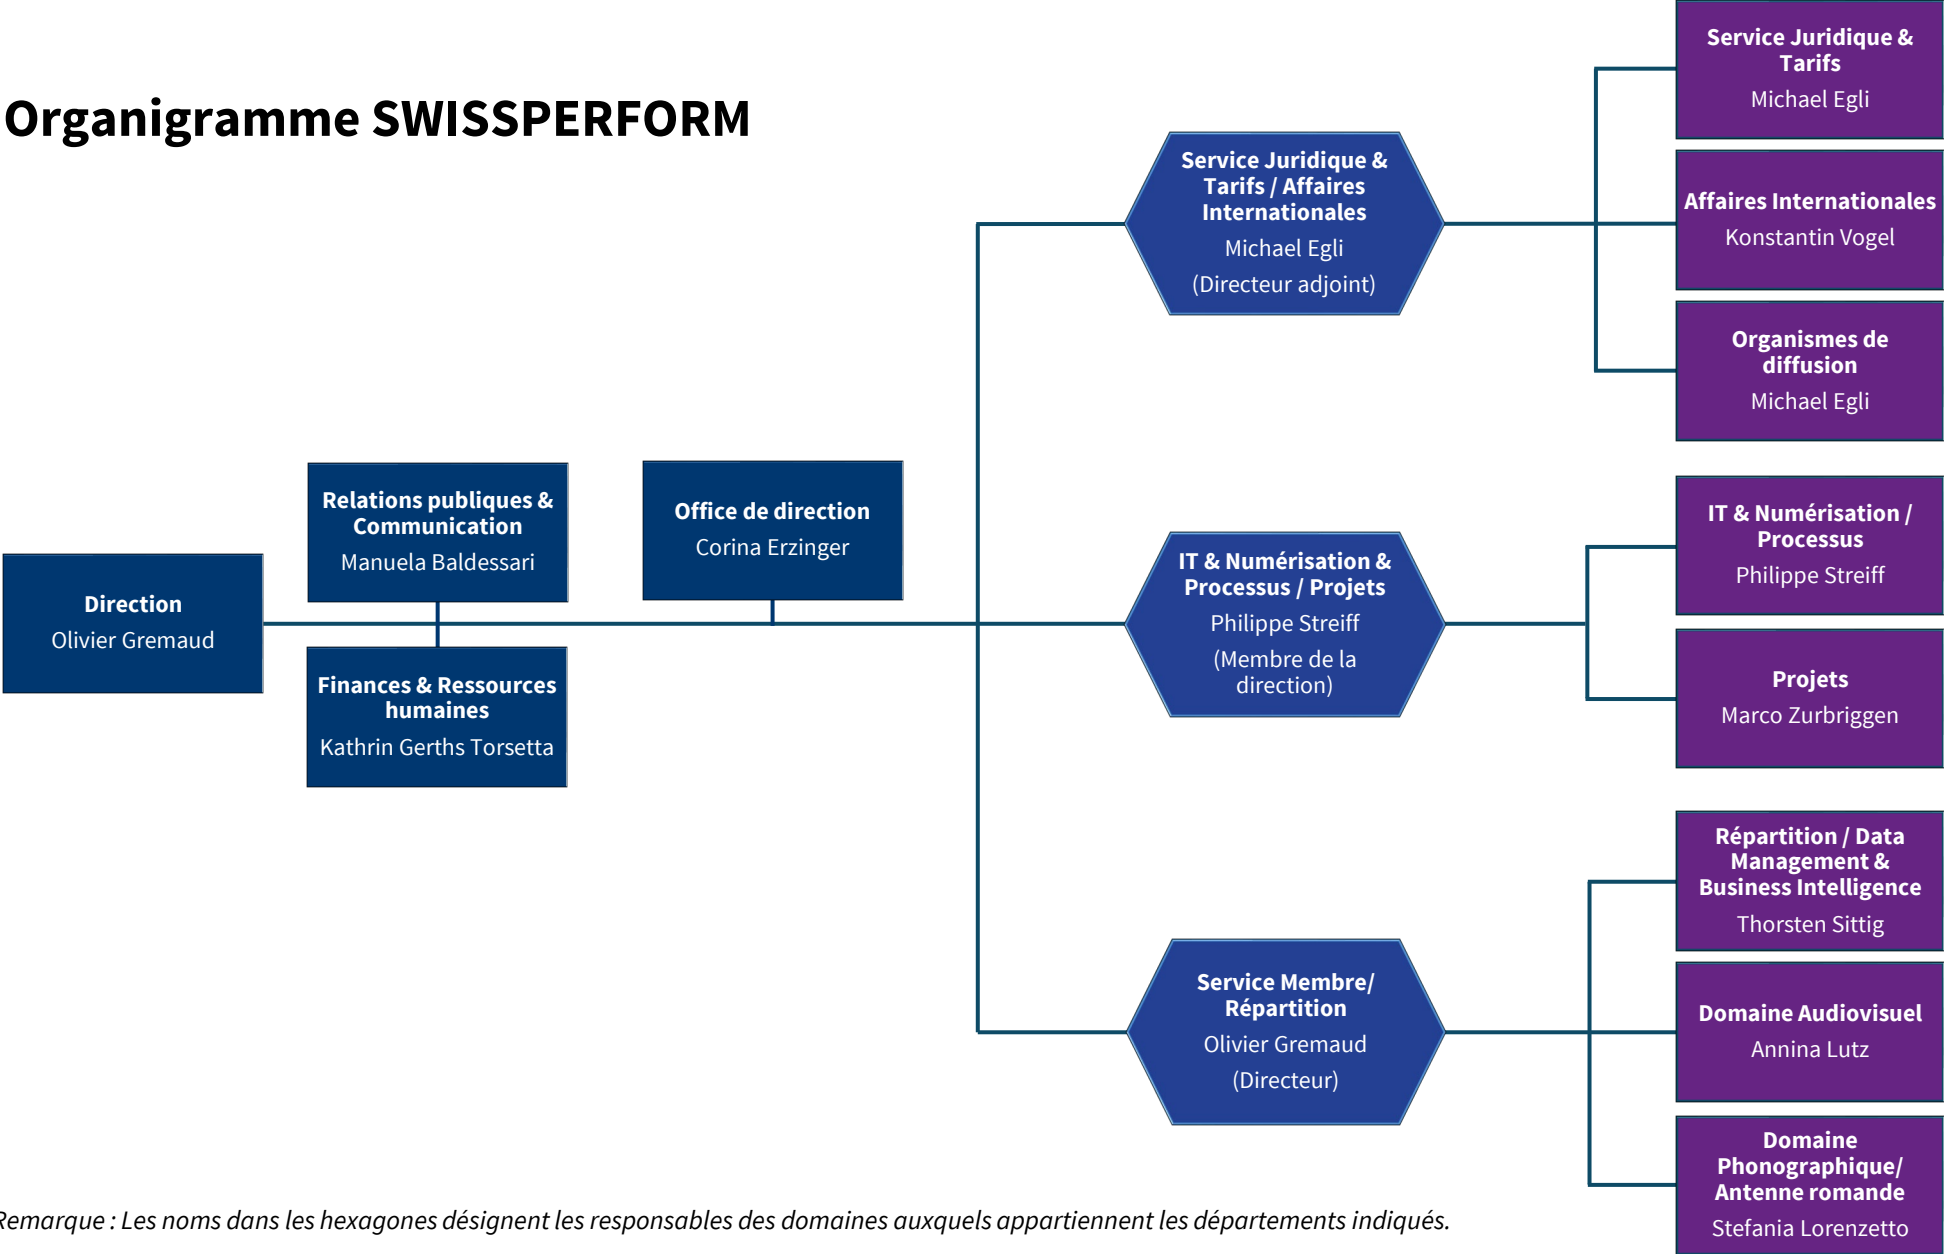 Organigramme SWISSPERFORM
Direction
Olivier Gremaud
Relations publiques &
Communication
Manuela Baldessari
Finances & Ressources
humaines
Kathrin Gerths Torsetta
Office de direction
Corina Erzinger
Service Juridique &
Tarifs / Affaires
Internationales
Michael Egli
(Directeur adjoint)
Service Juridique &
Tarifs
Michael Egli
Affaires Internationales
Konstantin Vogel
Organismes de
diffusion
Michael Egli
IT & Numérisation &
Processus / Projets
Philippe Streiff
(Membre de la
direction)
IT & Numérisation /
Processus
Philippe Streiff
Projets
Marco Zurbriggen
Service Membre/
Répartition
Olivier Gremaud
(Directeur)
Répartition / Data
Management &
Business Intelligence
Thorsten Sittig
Domaine Audiovisuel
Annina Lutz
Domaine
Phonographique/
Antenne romande
Stefania Lorenzetto
Remarque : Les noms dans les hexagones désignent les responsables des domaines auxquels appartiennent les départements indiqués.